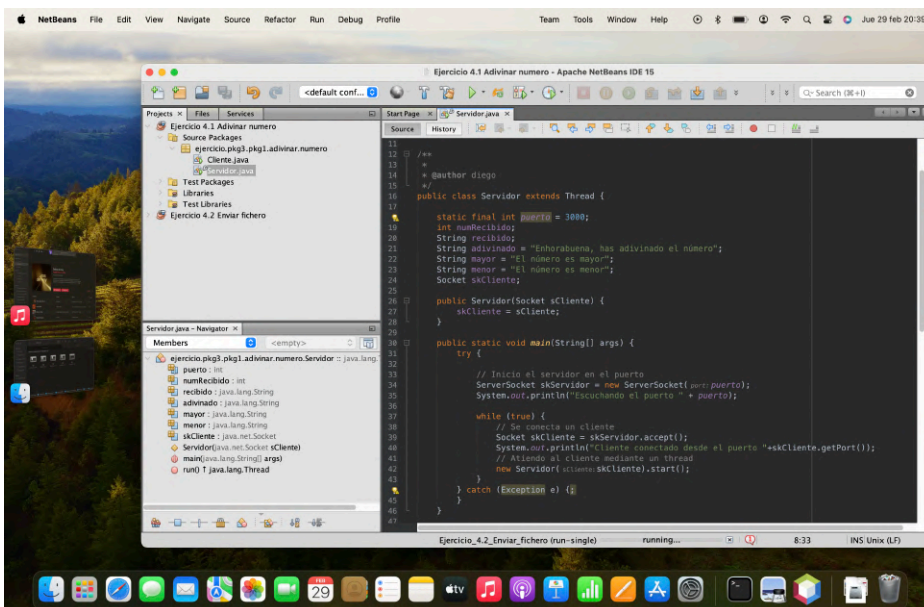 NetBeans File Edit View Navigate Source Refactor Run Debug Profile Team Tools Window Help Jue 29 feb 20:39
Ejercicio 4.1 Adivinar numero - Apache NetBeans IDE 15
<default conf... Search (⌘+I)
Projects Files Services
Ejercicio 4.1 Adivinar numero
Source Packages
ejercicio.pkg3.pkg1.adivinar.numero
Cliente.java
Servidor.java
Test Packages
Libraries
Test Libraries
Ejercicio 4.2 Enviar fichero
Servidor.java - Navigator
Members <empty>
ejercicio.pkg3.pkg1.adivinar.numero.Servidor :: java.lang.
puerto : int
numRecibido : int
recibido : java.lang.String
adivinado : java.lang.String
mayor : java.lang.String
menor : java.lang.String
skCliente : java.net.Socket
Servidor(java.net.Socket sCliente)
main(java.lang.String[] args)
run() ↑ java.lang.Thread
Start Page Servidor.java
Source History
11
12 /**
13 *
14 * @author diego
15 */
16 public class Servidor extends Thread {
17
static final int puerto = 3000;
19 int numRecibido;
20 String recibido;
21 String adivinado = "Enhorabuena, has adivinado el número";
22 String mayor = "El número es mayor";
23 String menor = "El número es menor";
24 Socket skCliente;
25
26 public Servidor(Socket sCliente) {
27 skCliente = sCliente;
28 }
29
30 public static void main(String[] args) {
31 try {
32
33 // Inicio el servidor en el puerto
34 ServerSocket skServidor = new ServerSocket( port: puerto);
35 System.out.println("Escuchando el puerto " + puerto);
36
37 while (true) {
38 // Se conecta un cliente
39 Socket skCliente = skServidor.accept();
40 System.out.println("Cliente conectado desde el puerto "+skCliente.getPort());
41 // Atiendo al cliente mediante un thread
42 new Servidor( sCliente: skCliente).start();
43 }
} catch (Exception e) {;
45 }
46 }
47
Ejercicio_4.2_Enviar_fichero (run-single) running... 8:33 INS Unix (LF)
FEB
29
tv